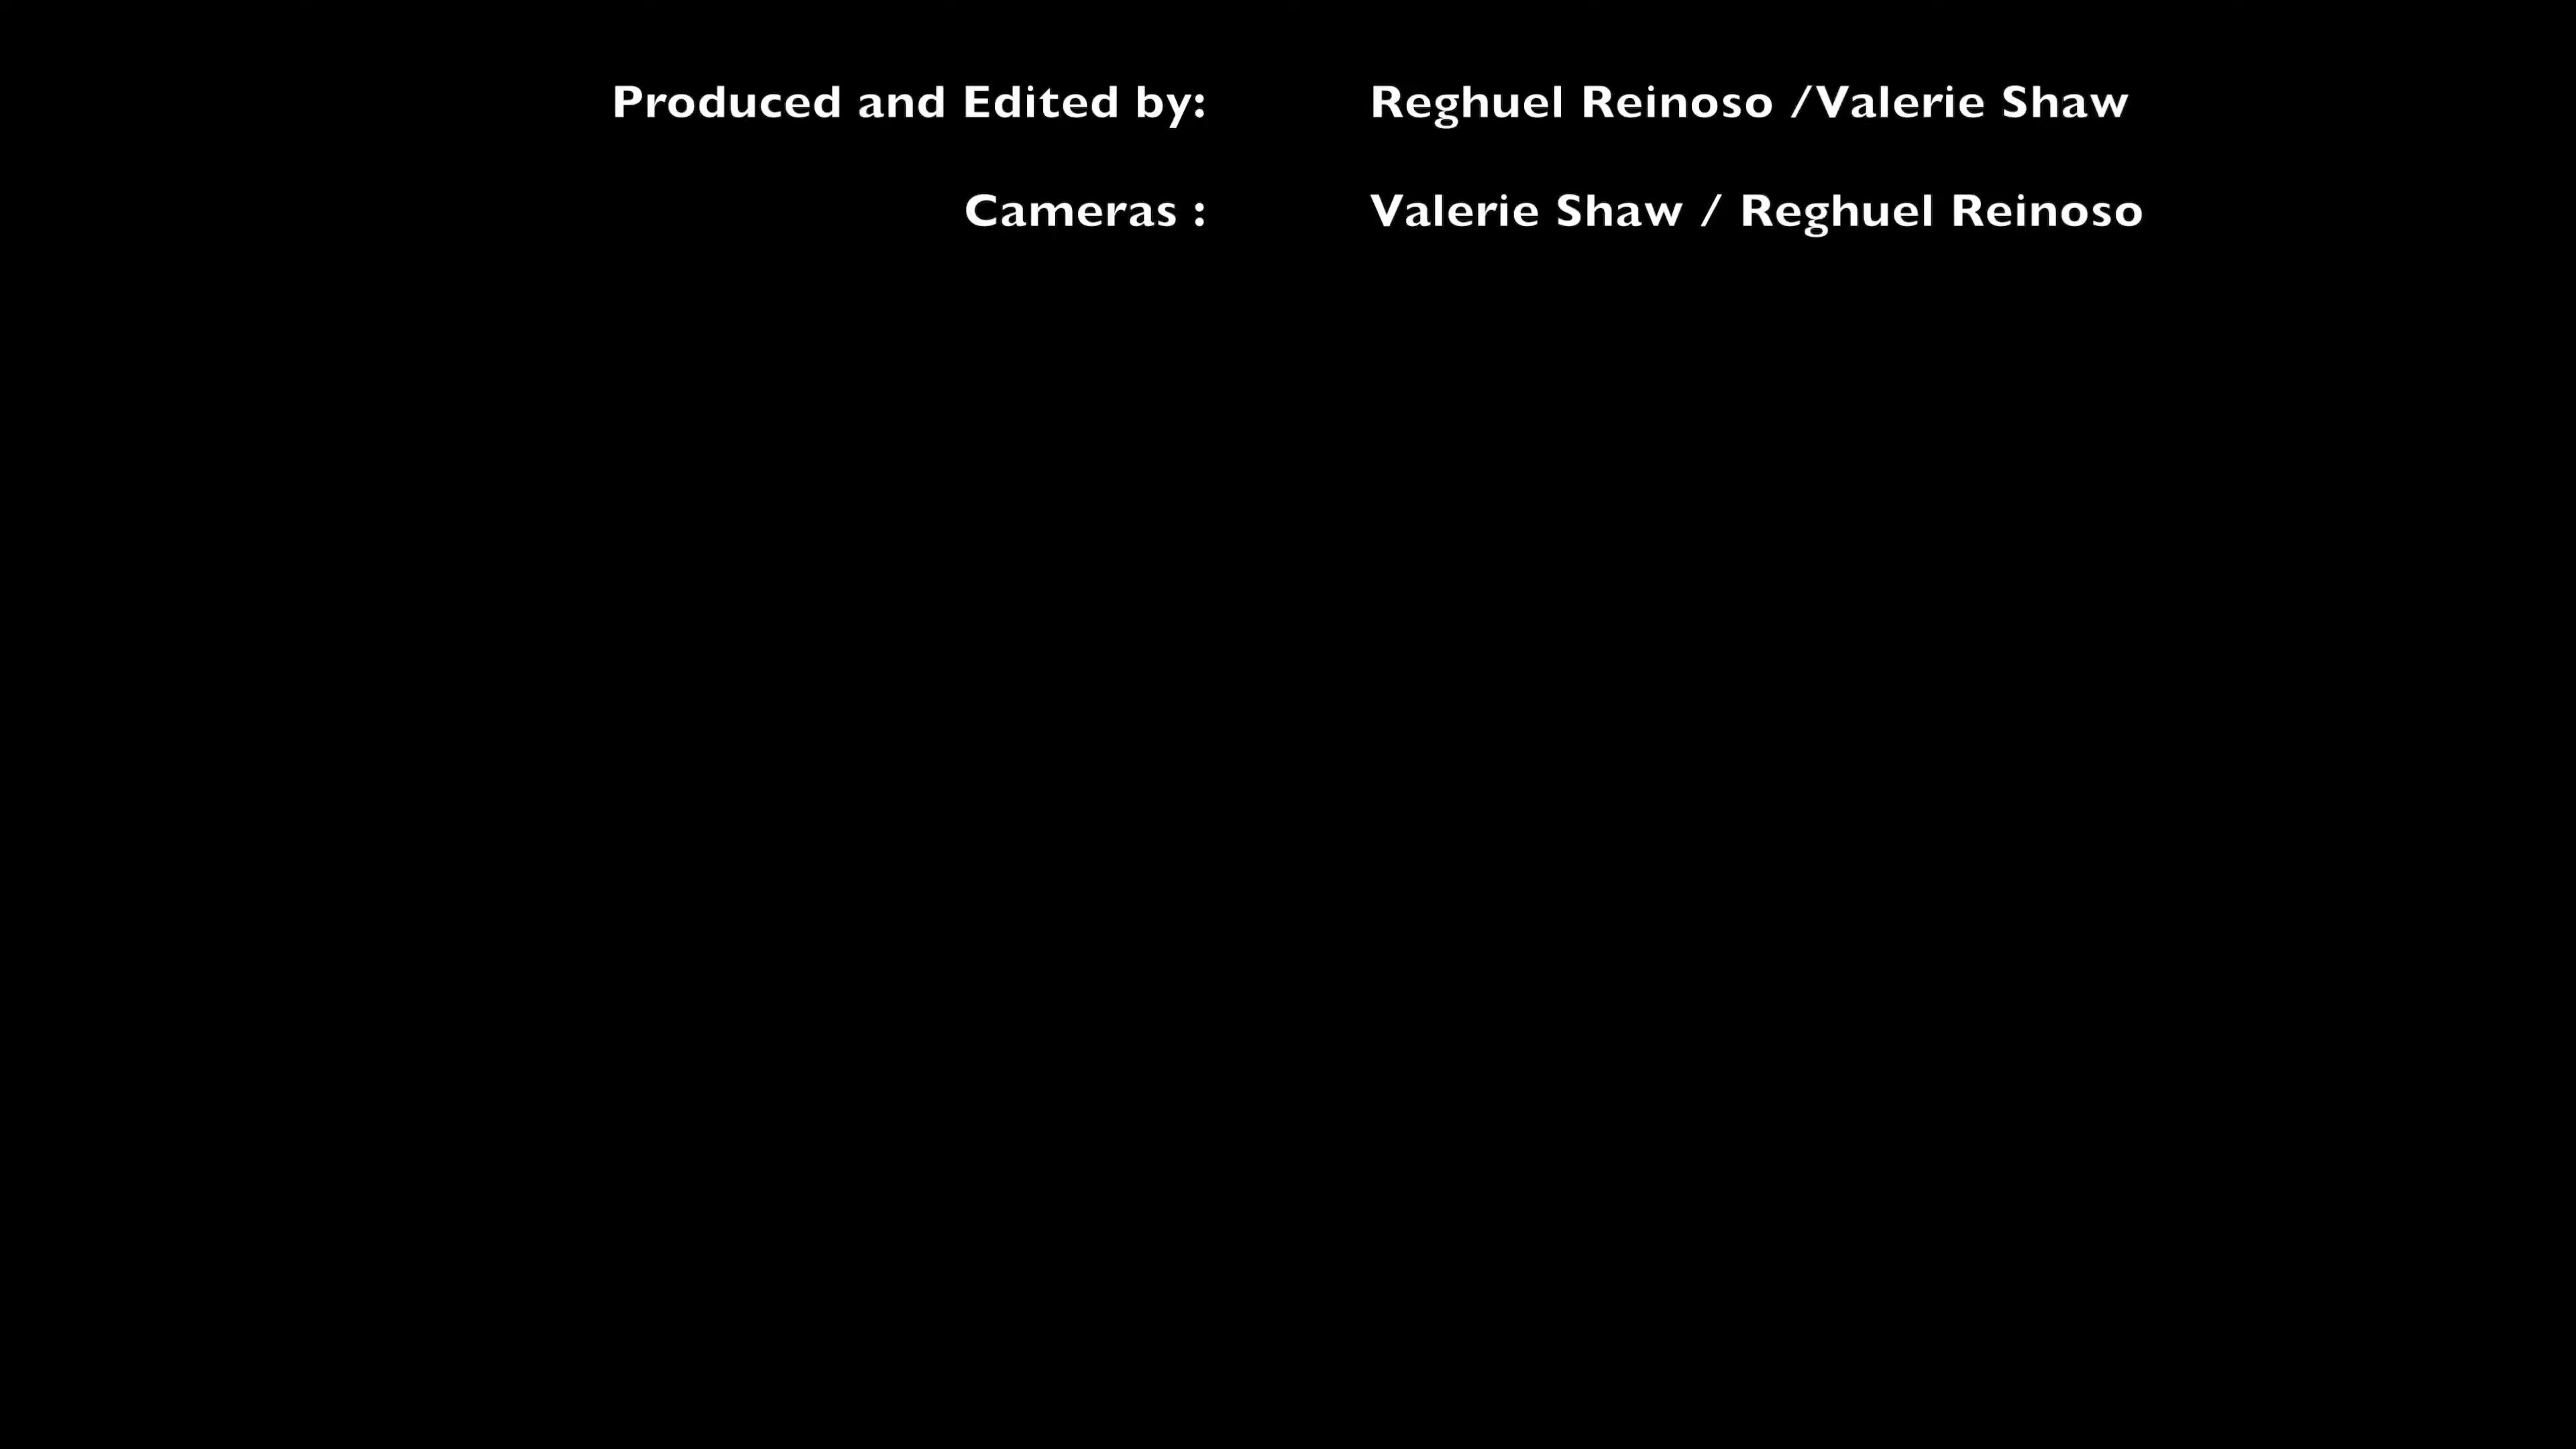 Produced and Edited by: Reghuel Reinoso /Valerie Shaw
Cameras : Valerie Shaw / Reghuel Reinoso